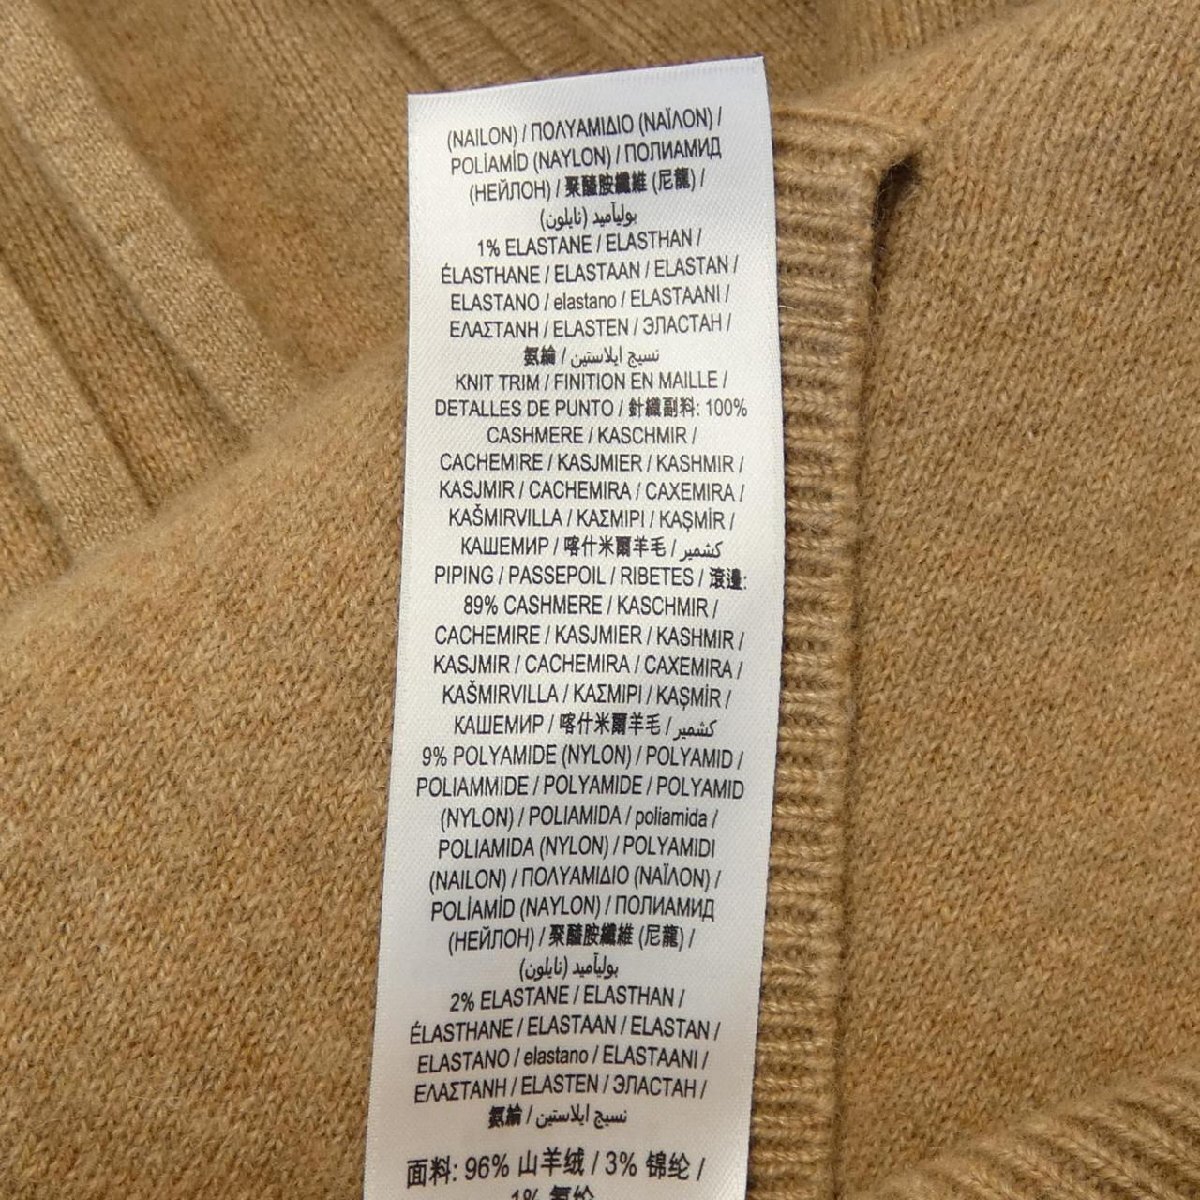 (NAILON) / ΠΟΛΥΑΜΙΔΙΟ (ΝΑΪΛΟΝ) /
POLİAMİD (NAYLON) / ПОЛИАМИД
(НЕЙЛОН) / 聚醯胺纖維 (尼龍) /
بولیآمید (نایلون)
1% ELASTANE / ELASTHAN /
ÉLASTHANE / ELASTAAN / ELASTAN /
ELASTANO / elastano / ELASTAANI /
ΕΛΑΣΤΑΝΗ / ELASTEN / ЭЛАСТАН /
氨綸 / نسيج ايلاستين
KNIT TRIM / FINITION EN MAILLE /
DETALLES DE PUNTO / 針織副料: 100%
CASHMERE / KASCHMIR /
CACHEMIRE / KASJMIER / KASHMIR /
KASJMIR / CACHEMIRA / CAXEMIRA /
KAŠMIRVILLA / ΚΑΣΜΙΡΙ / KAŞMİR /
КАШЕМИР / 喀什米爾羊毛 / كشمير
PIPING / PASSEPOIL / RIBETES / 滾邊:
89% CASHMERE / KASCHMIR /
CACHEMIRE / KASJMIER / KASHMIR /
KASJMIR / CACHEMIRA / CAXEMIRA /
KAŠMIRVILLA / ΚΑΣΜΙΡΙ / KAŞMİR /
КАШЕМИР / 喀什米爾羊毛 / كشمير
9% POLYAMIDE (NYLON) / POLYAMID /
POLIAMMIDE / POLYAMIDE / POLYAMID
(NYLON) / POLIAMIDA / poliamida /
POLIAMIDA (NYLON) / POLYAMIDI
(NAILON) / ΠΟΛΥΑΜΙΔΙΟ (ΝΑΪΛΟΝ) /
POLİAMİD (NAYLON) / ПОЛИАМИД
(НЕЙЛОН) / 聚醯胺纖維 (尼龍) /
بولیآمید (نایلون)
2% ELASTANE / ELASTHAN /
ÉLASTHANE / ELASTAAN / ELASTAN /
ELASTANO / elastano / ELASTAANI /
ΕΛΑΣΤΑΝΗ / ELASTEN / ЭЛАСТАН /
氨綸 / نسيج ايلاستين
面料: 96% 山羊绒 / 3% 锦纶 /
1% 氨纶